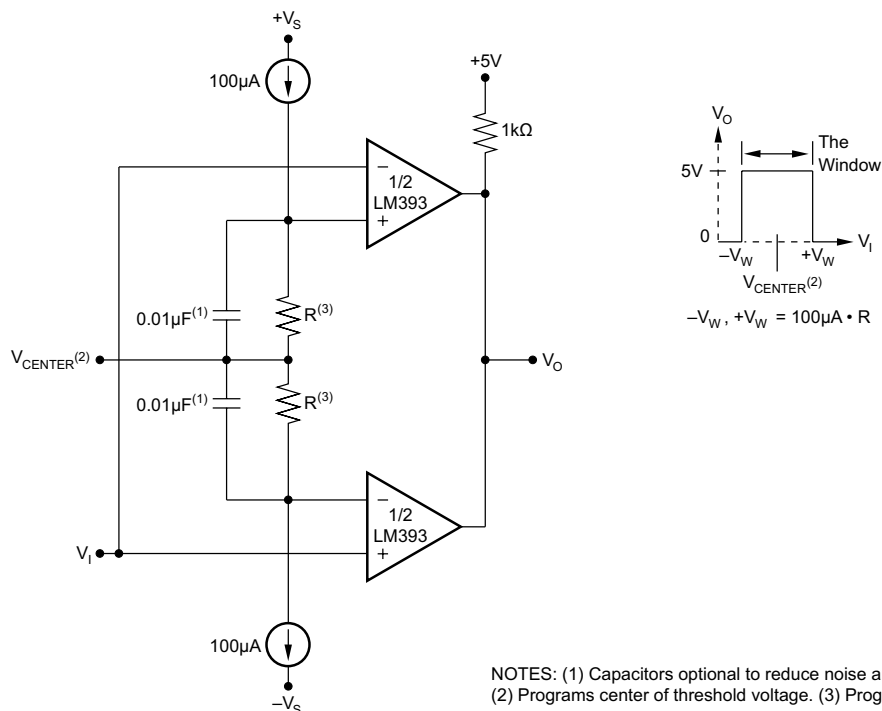 +V_S
100µA
+5V
1kΩ
−
1/2
LM393
+
0.01µF(1)
R(3)
V_CENTER(2)
V_O
0.01µF(1)
R(3)
−
1/2
LM393
+
V_I
100µA
−V_S
V_O
The
Window
5V
0
V_I
−V_W
+V_W
V_CENTER(2)
−V_W , +V_W = 100µA • R
NOTES: (1) Capacitors optional to reduce noise a
(2) Programs center of threshold voltage. (3) Prog